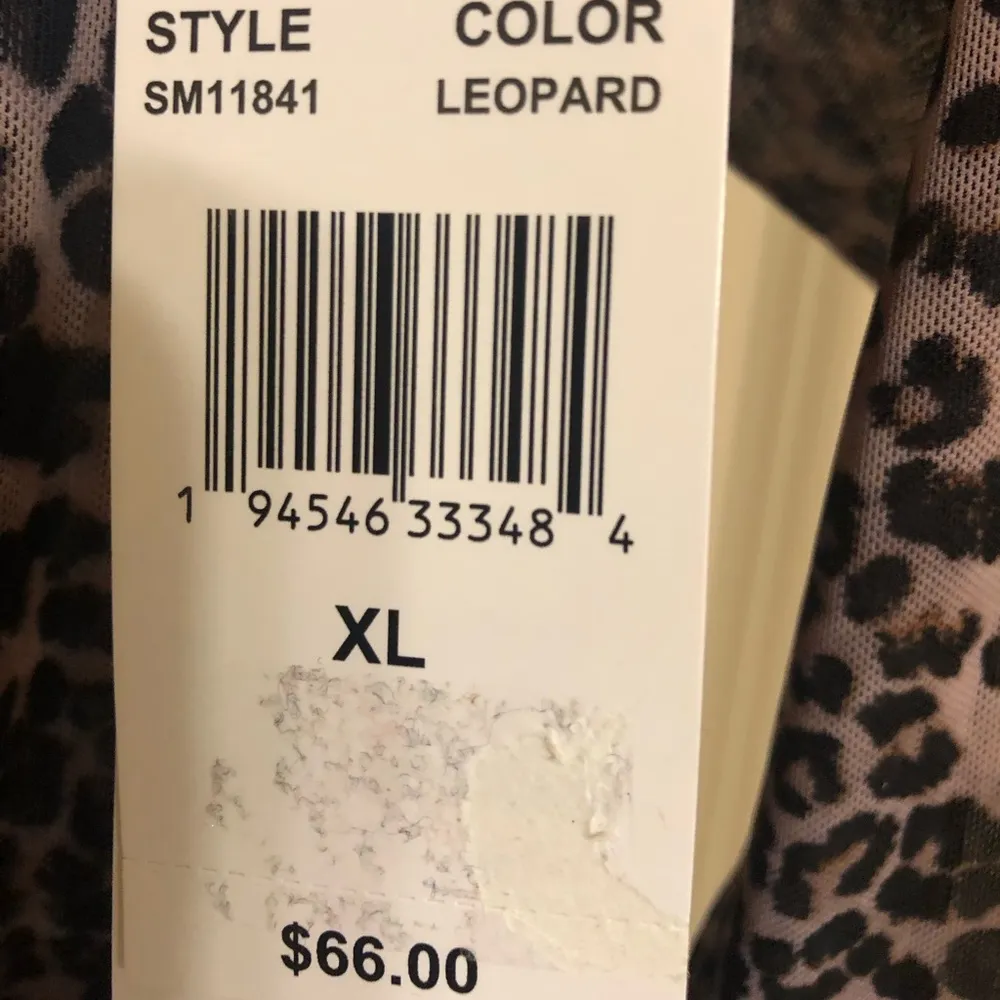 STYLE COLOR
SM11841 LEOPARD
1 94546 33348 4
XL
$66.00